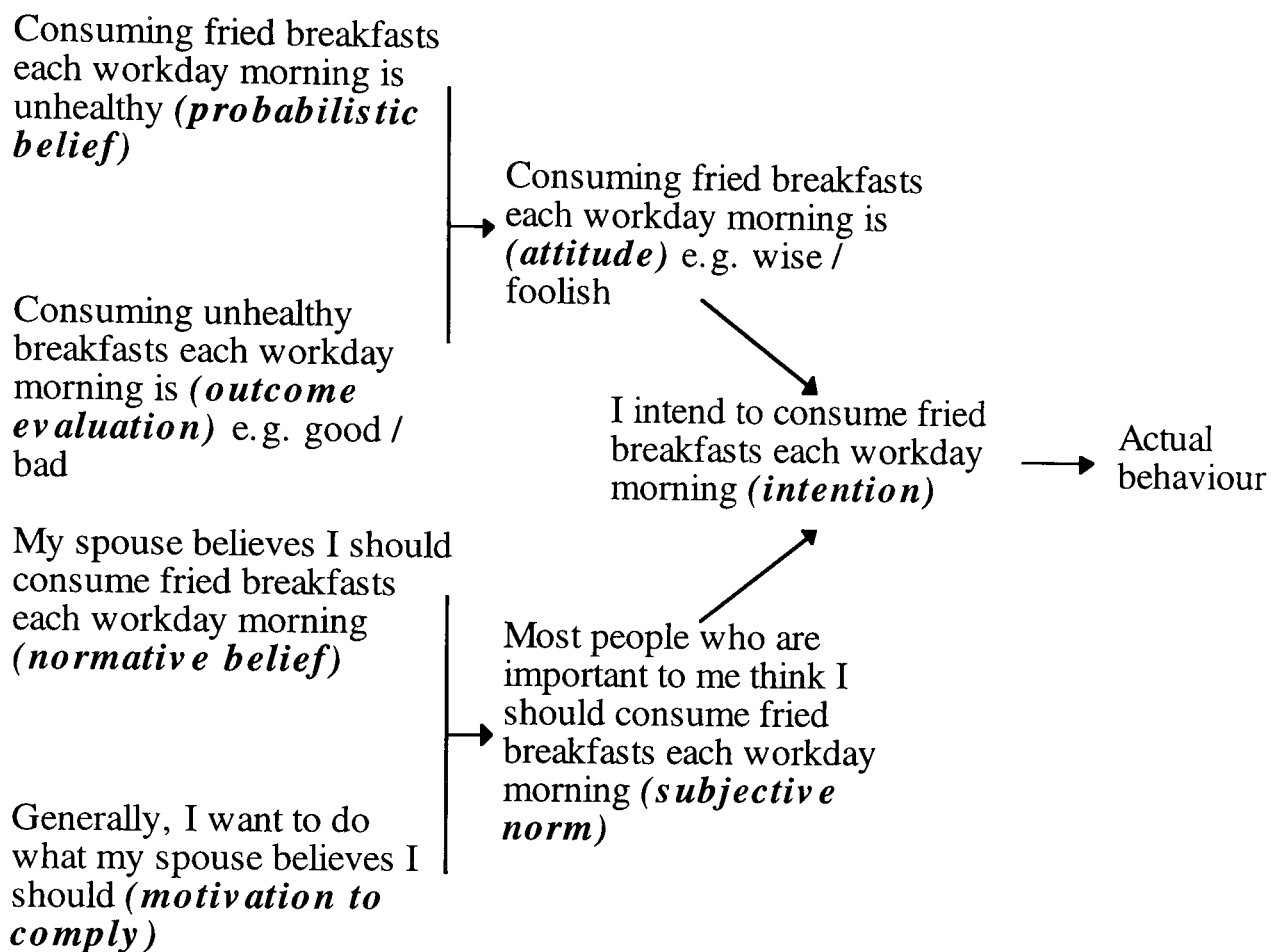 Consuming fried breakfasts
each workday morning is
unhealthy (probabilistic
belief)
Consuming unhealthy
breakfasts each workday
morning is (outcome
evaluation) e.g. good /
bad
Consuming fried breakfasts
each workday morning is
(attitude) e.g. wise /
foolish
My spouse believes I should
consume fried breakfasts
each workday morning
(normative belief)
Generally, I want to do
what my spouse believes I
should (motivation to
comply)
Most people who are
important to me think I
should consume fried
breakfasts each workday
morning (subjective
norm)
I intend to consume fried
breakfasts each workday
morning (intention)
Actual
behaviour